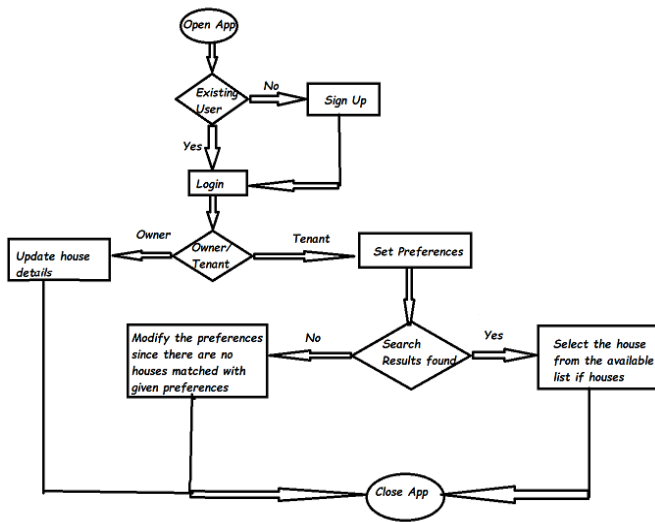 Open App
Existing
User
No
Sign Up
Yes
Login
Owner
Owner/
Tenant
Tenant
Update house
details
Set Preferences
No
Search
Results found
Yes
Modify the preferences
since there are no
houses matched with
given preferences
Select the house
from the available
list if houses
Close App